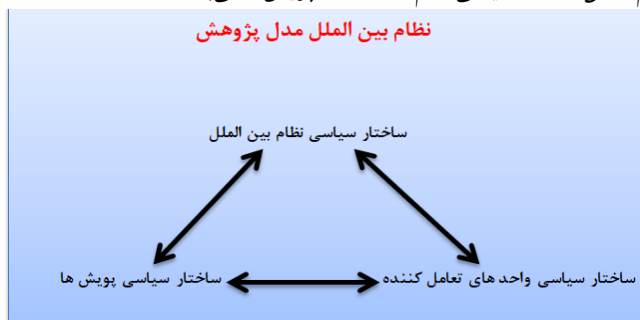 نظام بین الملل مدل پژوهش
ساختار سیاسی نظام بین الملل
ساختار سیاسی واحد های تعامل کننده
ساختار سیاسی پویش ها